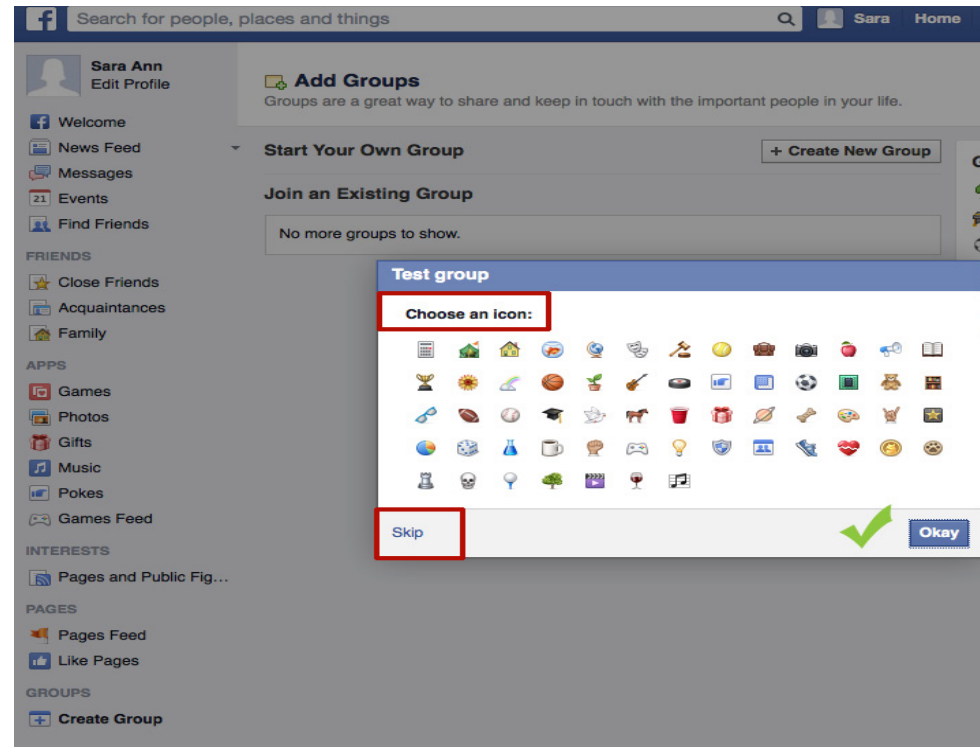 f Search for people, places and things Sara Home
Sara Ann
Edit Profile
Welcome
News Feed
Messages
21 Events
Find Friends
FRIENDS
Close Friends
Acquaintances
Family
APPS
Games
Photos
Gifts
Music
Pokes
Games Feed
INTERESTS
Pages and Public Fig...
PAGES
Pages Feed
Like Pages
GROUPS
Create Group
Add Groups
Groups are a great way to share and keep in touch with the important people in your life.
Start Your Own Group
+ Create New Group
Join an Existing Group
No more groups to show.
Test group
Choose an icon:
Skip
Okay